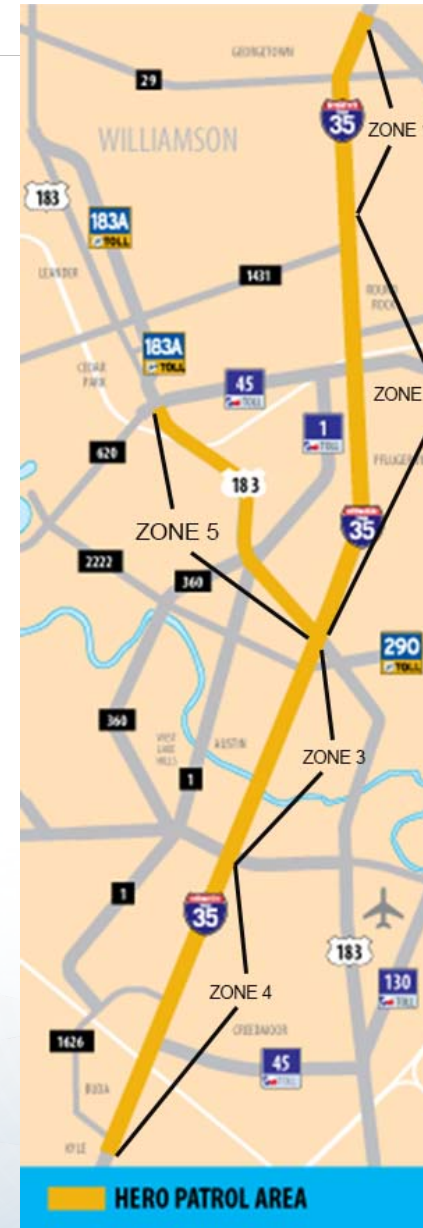 GEORGETOWN
29
WILLIAMSON
35
ZONE
183
183A
TOLL
LEANDER
1431
ROUND
ROCK
183A
TOLL
CEDAR
PARK
45
TOLL
ZONE
1
TOLL
620
183
ZONE 5
35
2222
360
290
TOLL
360
WEST
LAKE
HILLS
AUSTIN
ZONE 3
1
1
35
183
130
TOLL
ZONE 4
CREEDMOOR
1626
45
TOLL
BUDA
KYLE
HERO PATROL AREA